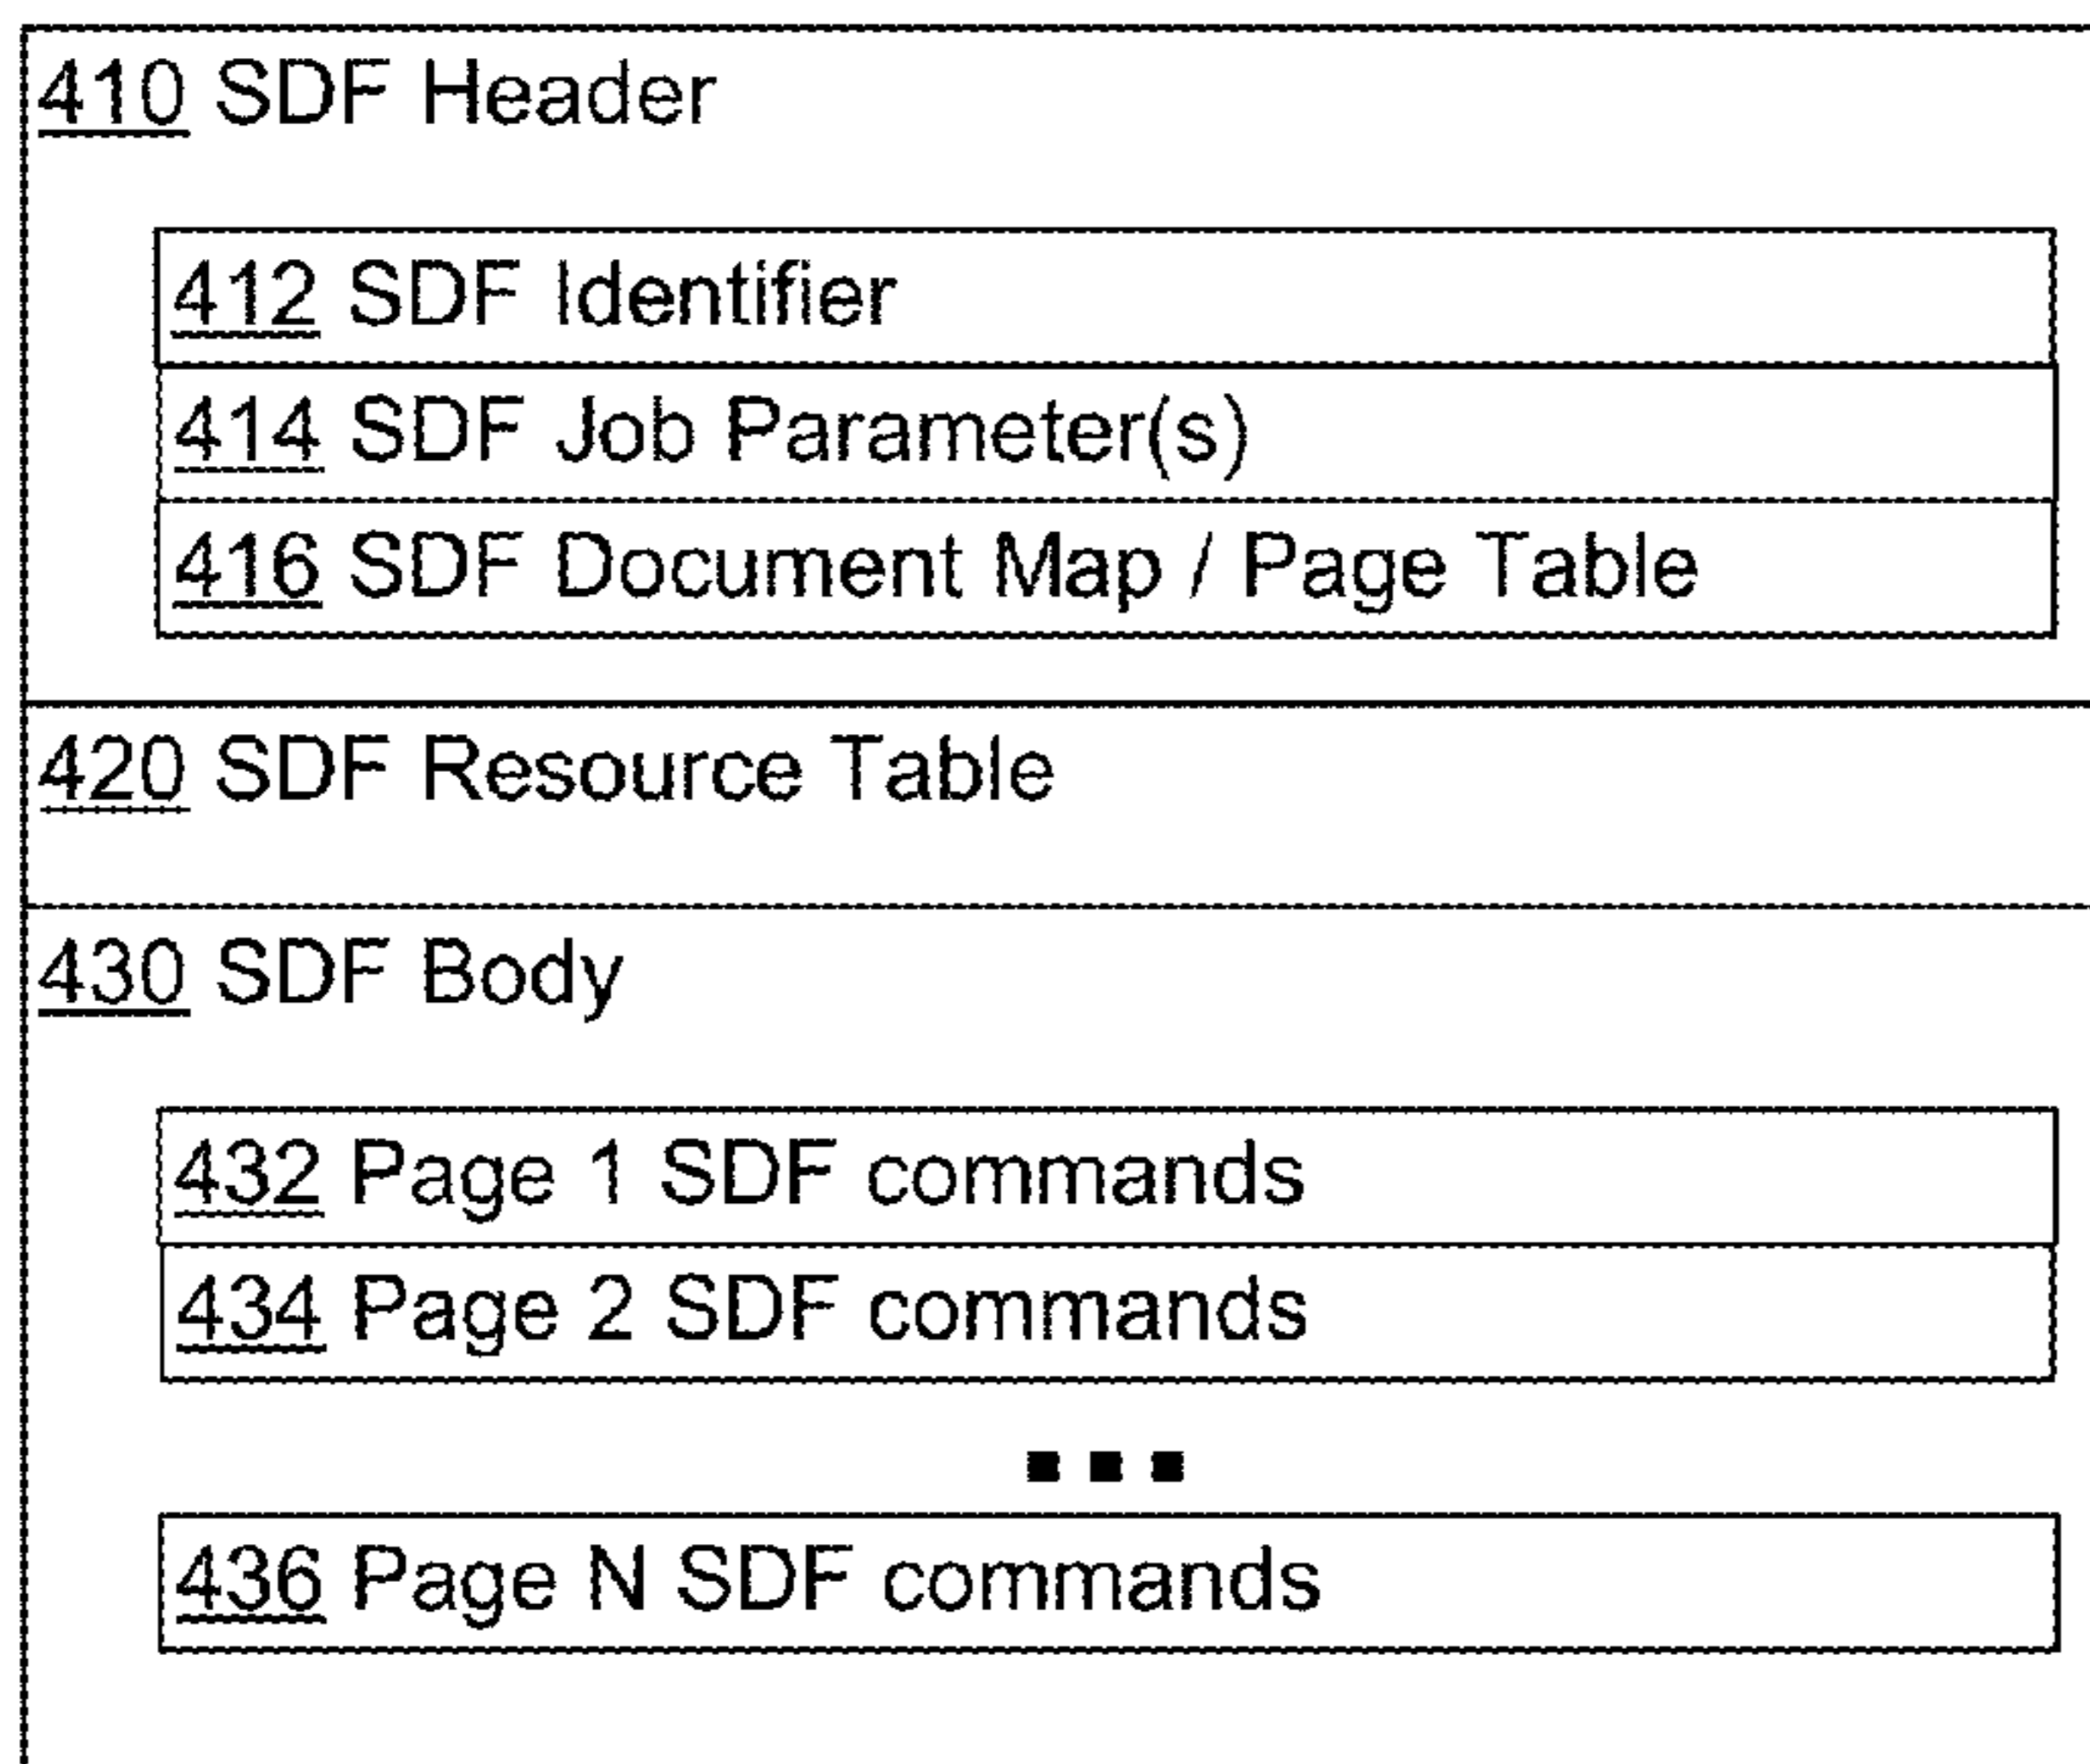 410 SDF Header
412 SDF Identifier
414 SDF Job Parameter(s)
416 SDF Document Map / Page Table
420 SDF Resource Table
430 SDF Body
432 Page 1 SDF commands
434 Page 2 SDF commands
...
436 Page N SDF commands